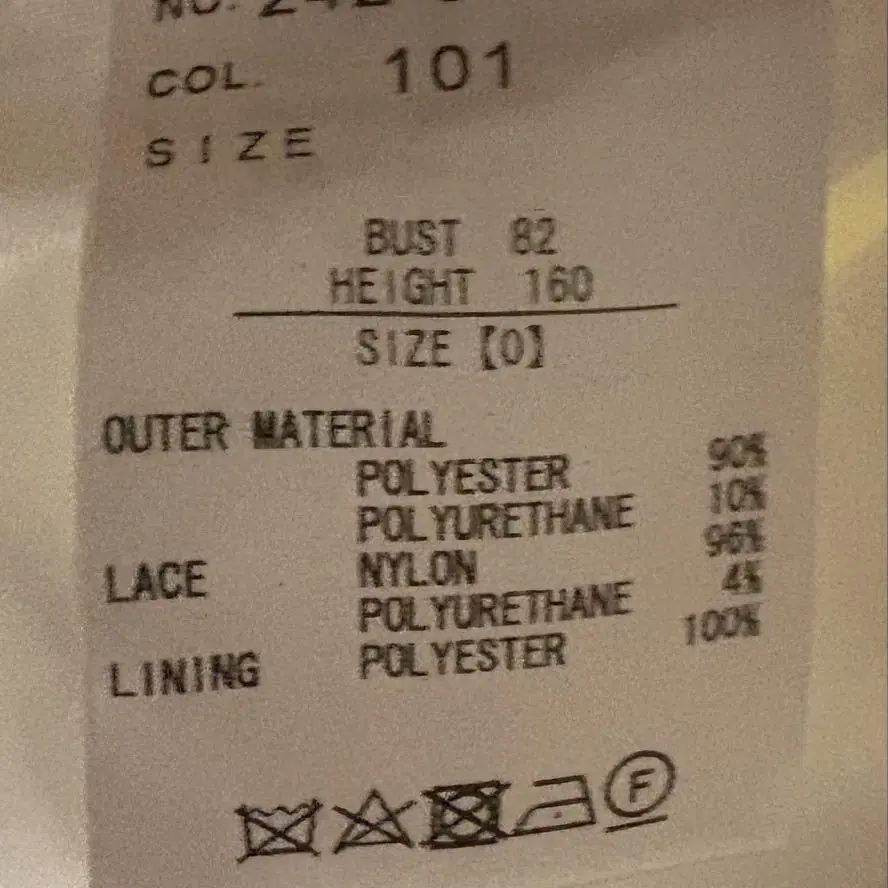 COL. 101
SIZE
BUST 82
HEIGHT 160
SIZE【0】
OUTER MATERIAL
POLYESTER 90%
POLYURETHANE 10%
LACE NYLON 96%
POLYURETHANE 4%
LINING POLYESTER 100%
F